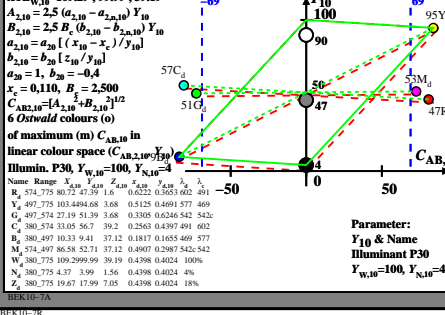 A2,10 = 2,5 (a2,10 - a2,n,10) Y10
B2,10 = 2,5 Bc (b2,10 - b2,n,10) Y10
a2,10 = a20 [ ( x10 - xc ) / y10]
b2,10 = b20 [ z10 / y10]
a20 = 1, b20 = -0,4
xc = 0,110, Bc = 2,500
CAB2,10=[A2,10²+B2,10²]1/2
6 Ostwald colours (o)
of maximum (m) CAB,10 in
linear colour space (CAB,2,10, Y10)
Illumin. P30, YW,10=100, YN,10=4
Name Range Xd,10 Yd,10 Zd,10 xd,10 yd,10 λd λc
Rd 574_775 80.72 47.39 1.6 0.6222 0.3653 602 491
Yd 497_775 103.44 94.68 3.68 0.5125 0.4691 577 469
Gd 497_574 27.19 51.39 3.68 0.3305 0.6246 542 542c
Cd 380_574 33.05 56.7 39.2 0.2563 0.4397 491 602
Bd 380_497 10.33 9.41 37.12 0.1817 0.1655 469 577
Md 574_497 86.58 52.71 37.12 0.4907 0.2987 542c 542
Wd 380_775 109.29 99.99 39.19 0.4398 0.4024 100%
Nd 380_775 4.37 3.99 1.56 0.4398 0.4024 4%
Zd 380_775 19.67 17.99 7.05 0.4398 0.4024 18%
BEK10-7A
BEK10-7R
-69
69
100
90
50
47
4
57Cd
51Gd
95Y
53Md
47R
-50
0
50
CAB,
Parameter:
Y10 & Name
Illuminant P30
YW,10=100, YN,10=4